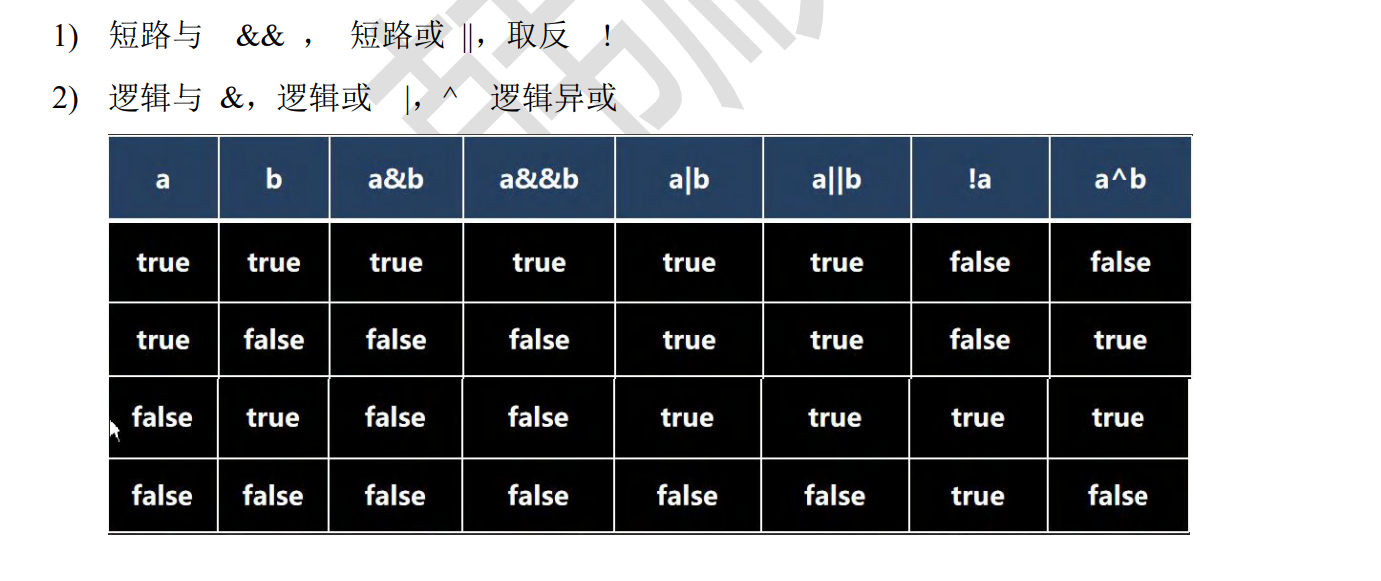 1) 短路与 && ， 短路或 ||，取反 !
2) 逻辑与 &，逻辑或 |，^ 逻辑异或
a b a&b a&&b a|b a||b !a a^b
true true true true true true false false
true false false false true true false true
false true false false true true true true
false false false false false false true false